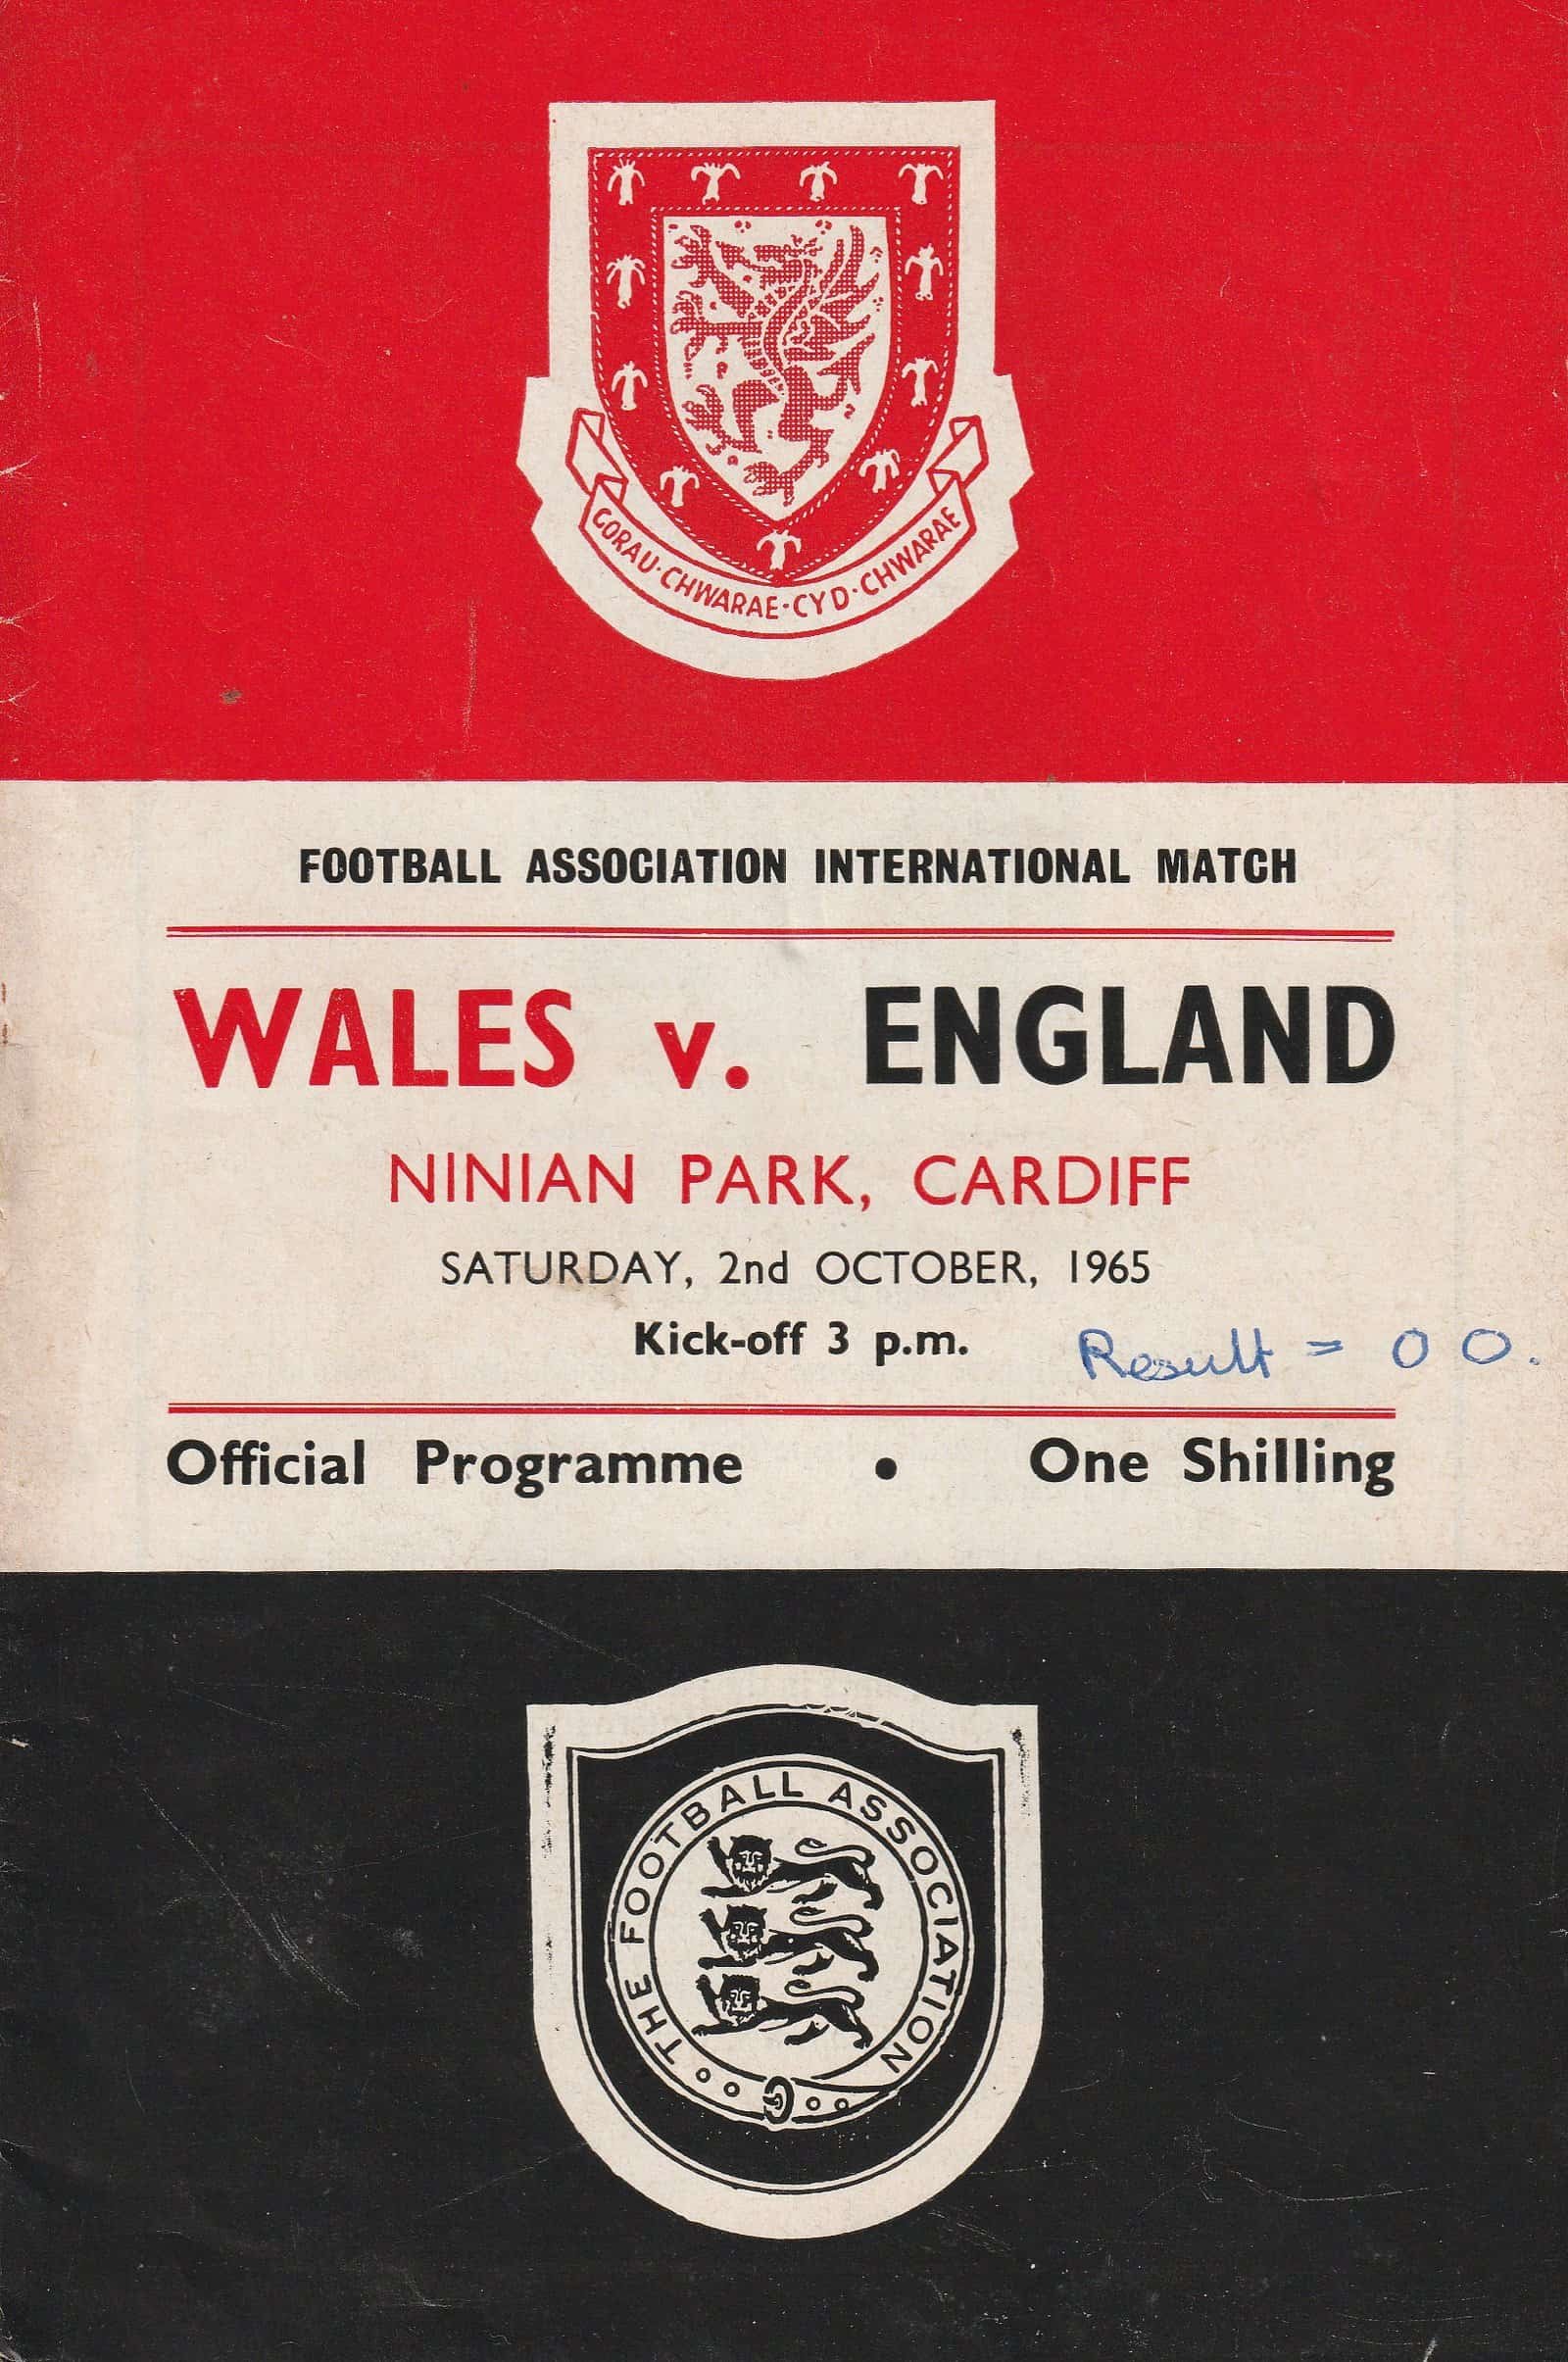 GORAU·CHWARAE·CYD·CHWARAE
FOOTBALL ASSOCIATION INTERNATIONAL MATCH
WALES v. ENGLAND
NINIAN PARK, CARDIFF
SATURDAY, 2nd OCTOBER, 1965
Kick-off 3 p.m.
Result = 0 0.
Official Programme • One Shilling
THE FOOTBALL ASSOCIATION